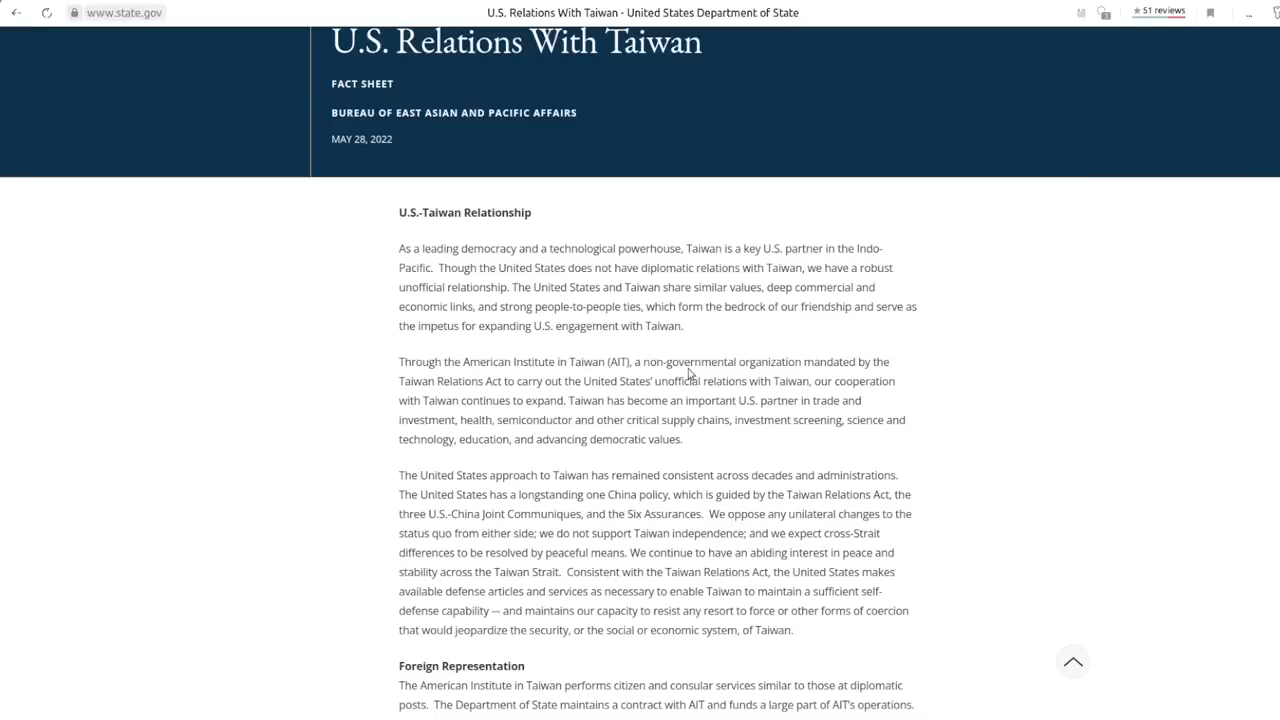 www.state.gov
U.S. Relations With Taiwan - United States Department of State
★ 51 reviews
...
U.S. Relations With Taiwan
FACT SHEET
BUREAU OF EAST ASIAN AND PACIFIC AFFAIRS
MAY 28, 2022
U.S.-Taiwan Relationship
As a leading democracy and a technological powerhouse, Taiwan is a key U.S. partner in the Indo-
Pacific.  Though the United States does not have diplomatic relations with Taiwan, we have a robust
unofficial relationship. The United States and Taiwan share similar values, deep commercial and
economic links, and strong people-to-people ties, which form the bedrock of our friendship and serve as
the impetus for expanding U.S. engagement with Taiwan.
Through the American Institute in Taiwan (AIT), a non-governmental organization mandated by the
Taiwan Relations Act to carry out the United States’ unofficial relations with Taiwan, our cooperation
with Taiwan continues to expand. Taiwan has become an important U.S. partner in trade and
investment, health, semiconductor and other critical supply chains, investment screening, science and
technology, education, and advancing democratic values.
The United States approach to Taiwan has remained consistent across decades and administrations.
The United States has a longstanding one China policy, which is guided by the Taiwan Relations Act, the
three U.S.-China Joint Communiques, and the Six Assurances.  We oppose any unilateral changes to the
status quo from either side; we do not support Taiwan independence; and we expect cross-Strait
differences to be resolved by peaceful means. We continue to have an abiding interest in peace and
stability across the Taiwan Strait.  Consistent with the Taiwan Relations Act, the United States makes
available defense articles and services as necessary to enable Taiwan to maintain a sufficient self-
defense capability -– and maintains our capacity to resist any resort to force or other forms of coercion
that would jeopardize the security, or the social or economic system, of Taiwan.
Foreign Representation
The American Institute in Taiwan performs citizen and consular services similar to those at diplomatic
posts.  The Department of State maintains a contract with AIT and funds a large part of AIT’s operations.